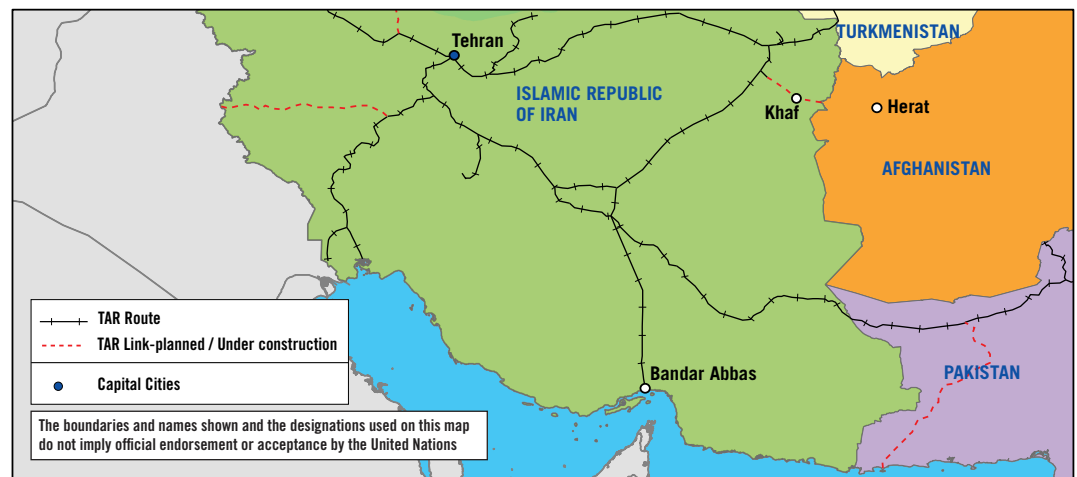 TURKMENISTAN
Tehran
ISLAMIC REPUBLIC
OF IRAN
Khaf
Herat
AFGHANISTAN
TAR Route
TAR Link-planned / Under construction
Capital Cities
Bandar Abbas
PAKISTAN
The boundaries and names shown and the designations used on this map
do not imply official endorsement or acceptance by the United Nations